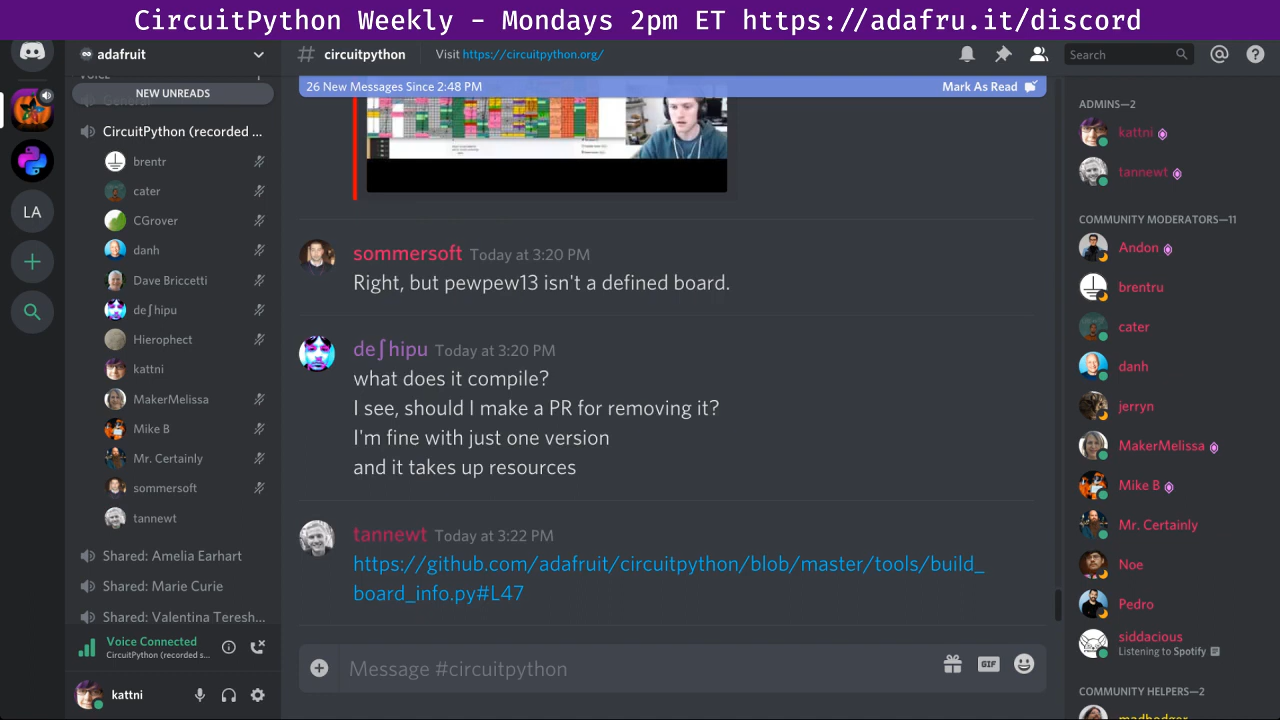 CircuitPython Weekly – Mondays 2pm ET https://adafru.it/discord
adafruit
General
NEW UNREADS
CircuitPython (recorded ...
brentr
cater
CGrover
danh
Dave Briccetti
de∫hipu
Hierophect
kattni
MakerMelissa
Mike B
Mr. Certainly
sommersoft
tannewt
Shared: Amelia Earhart
Shared: Marie Curie
Shared: Valentina Teresh...
Voice Connected
CircuitPython (recorded s...
kattni
LA
# circuitpython
Visit https://circuitpython.org/
Search
26 New Messages Since 2:48 PM
Mark As Read
sommersoft Today at 3:20 PM
Right, but pewpew13 isn't a defined board.
de∫hipu Today at 3:20 PM
what does it compile?
I see, should I make a PR for removing it?
I'm fine with just one version
and it takes up resources
tannewt Today at 3:22 PM
https://github.com/adafruit/circuitpython/blob/master/tools/build_
board_info.py#L47
Message #circuitpython
GIF
ADMINS—2
kattni
tannewt
COMMUNITY MODERATORS—11
Andon
brentru
cater
danh
jerryn
MakerMelissa
Mike B
Mr. Certainly
Noe
Pedro
siddacious
Listening to Spotify
COMMUNITY HELPERS—2